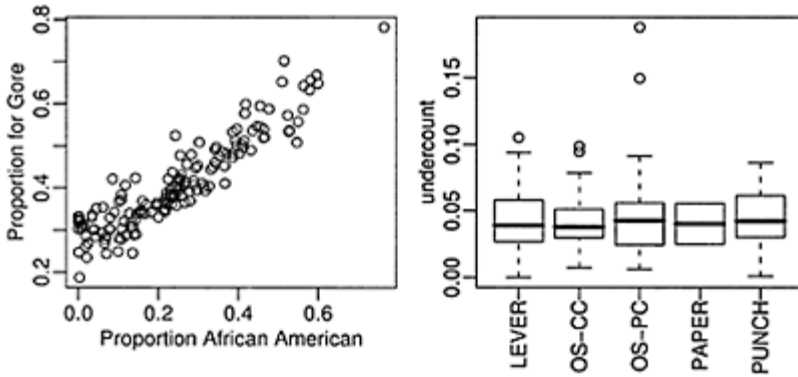 Proportion for Gore
0.8
0.6
0.4
0.2
0.0 0.2 0.4 0.6
Proportion African American
undercount
0.15
0.10
0.05
0.00
LEVER
OS-CC
OS-PC
PAPER
PUNCH